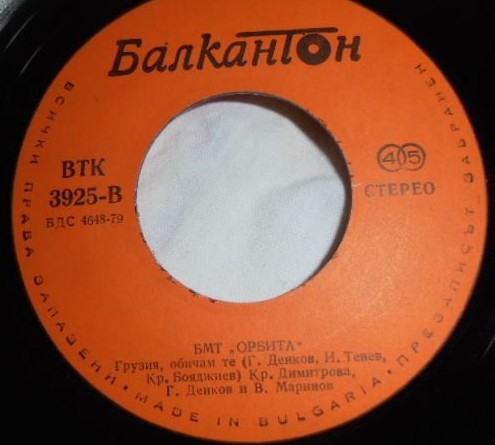 Балкантон
ВТК
3925-В
БДС 4648-79
45
СТЕРЕО
БМТ „ОРБИТА“
Грузия, обичам те (Г. Денков, И. Тенев,
Кр. Бояджиев) Кр. Димитрова,
Г. Денков и В. Маринов
ВСИЧКИ ПРАВА ЗАПАЗЕНИ • MADE IN BULGARIA • ПРЕЗАПИСЪТ ЗАБРАНЕН